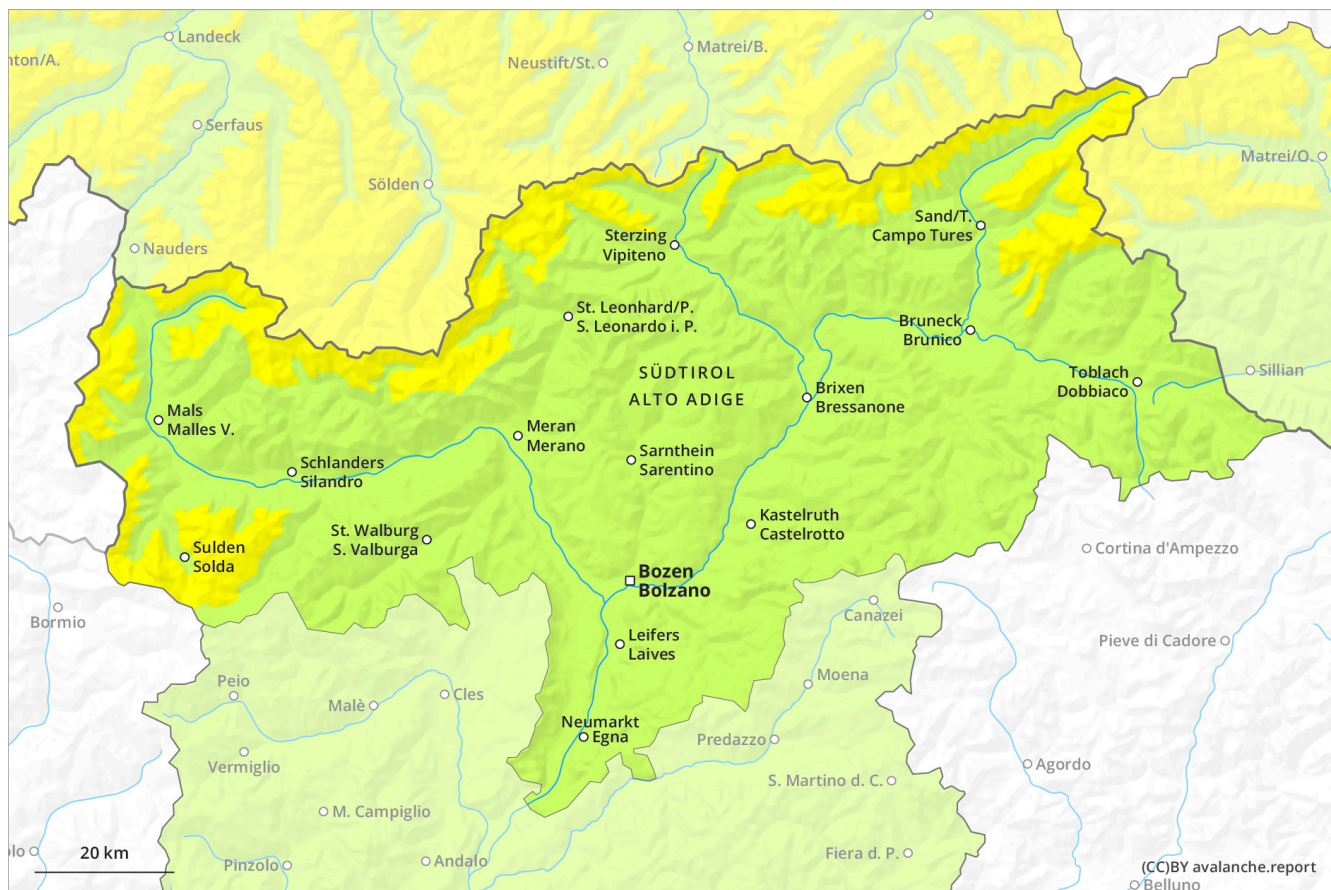 Landeck
nton/A.
Matrei/B.
Neustift/St.
Serfaus
Matrei/O.
Sölden
Sand/T.
Campo Tures
Nauders
Sterzing
Vipiteno
St. Leonhard/P.
S. Leonardo i. P.
Bruneck
Brunico
SÜDTIROL
ALTO ADIGE
Toblach
Dobbiaco
Sillian
Brixen
Bressanone
Mals
Malles V.
Meran
Merano
Schlanders
Silandro
Sarnthein
Sarentino
Kastelruth
Castelrotto
St. Walburg
S. Valburga
Sulden
Solda
Cortina d'Ampezzo
Bozen
Bolzano
Bormio
Canazei
Leifers
Laives
Pieve di Cadore
Peio
Moena
Malè
Cles
Neumarkt
Egna
Predazzo
Vermiglio
Agordo
S. Martino d. C.
M. Campiglio
20 km
lo
Pinzolo
Andalo
Fiera d. P.
(CC)BY avalanche.report
Belluno